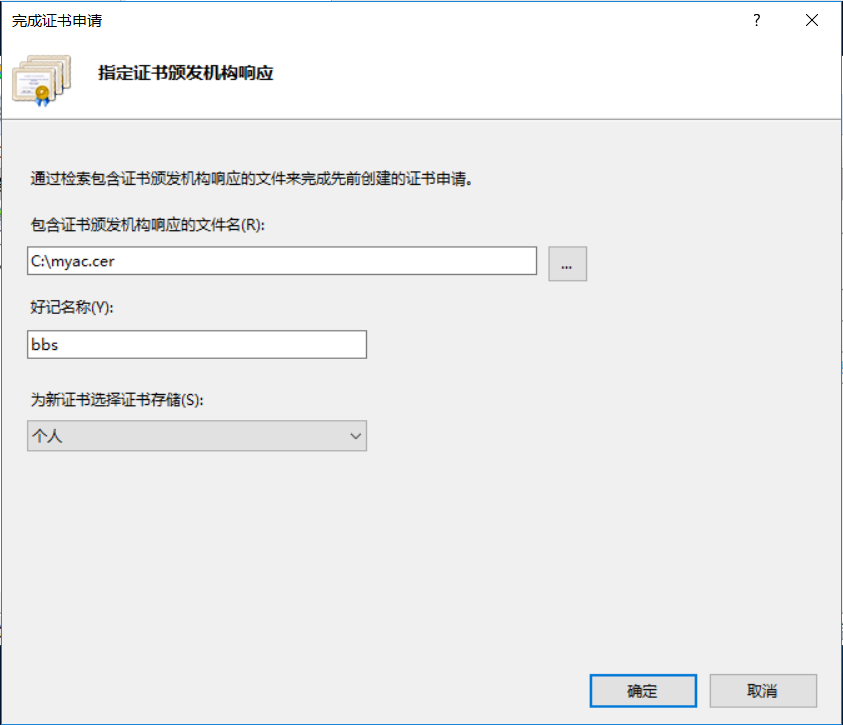 完成证书申请
指定证书颁发机构响应
通过检索包含证书颁发机构响应的文件来完成先前创建的证书申请。
包含证书颁发机构响应的文件名(R):
C:\myac.cer
...
好记名称(Y):
bbs
为新证书选择证书存储(S):
个人
确定 取消